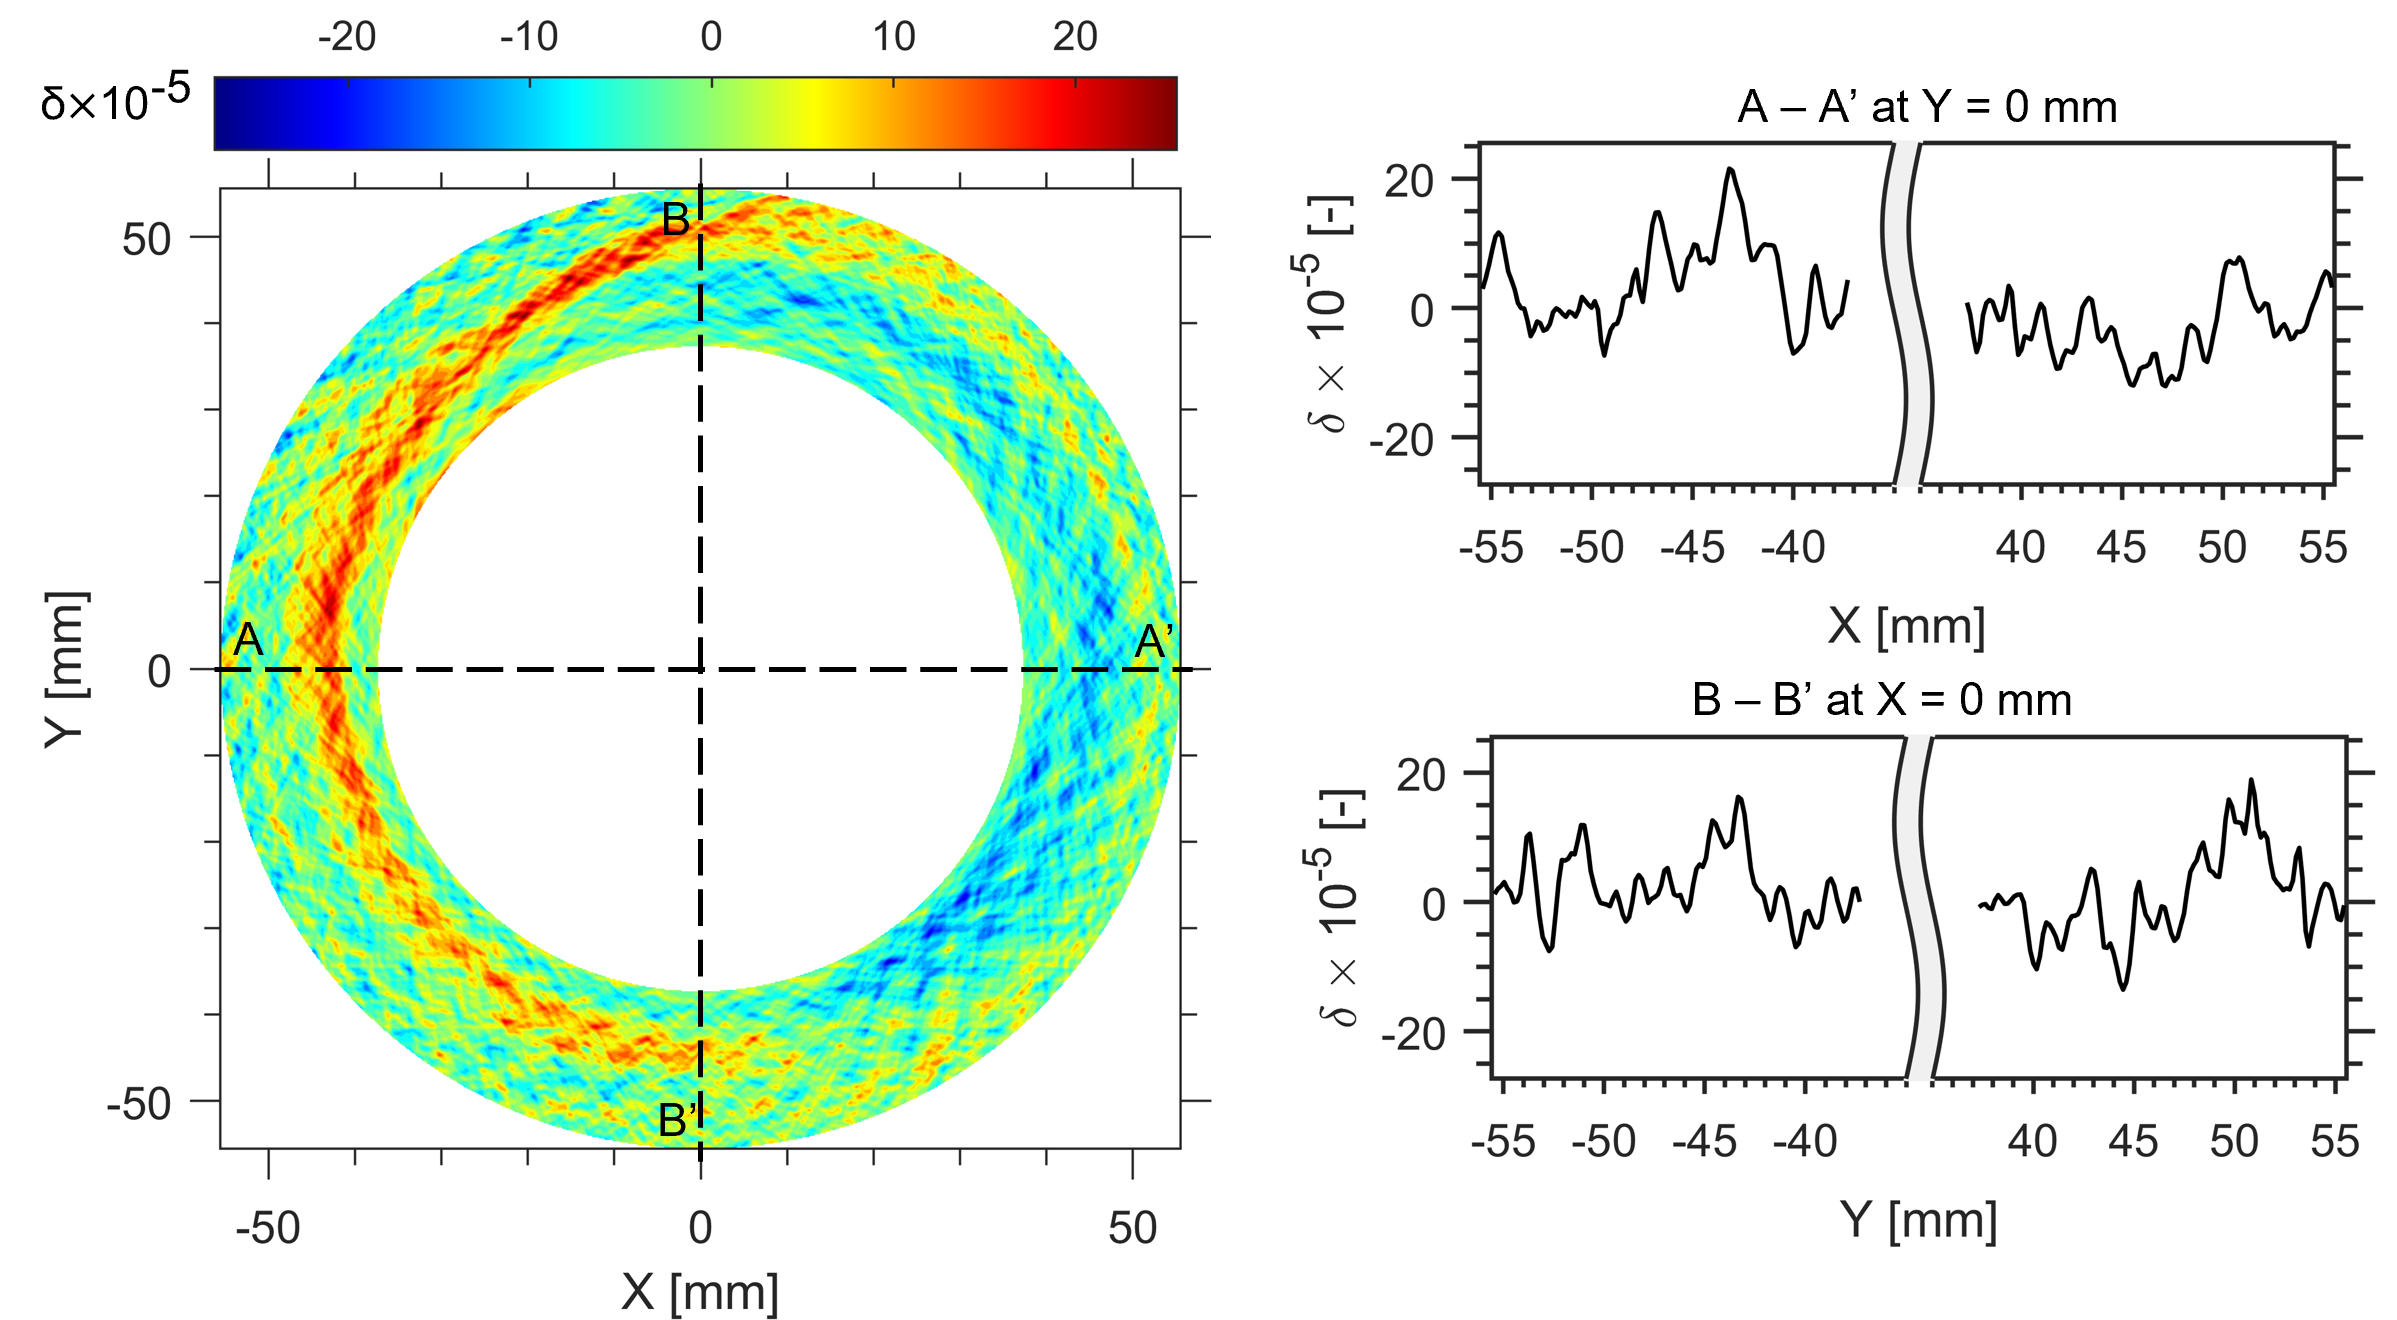 -20 -10 0 10 20
δ×10-5
50
0
-50
Y [mm]
-50 0 50
X [mm]
A
A’
B
B’
A – A’ at Y = 0 mm
20
0
-20
δ × 10-5 [-]
-55 -50 -45 -40 40 45 50 55
X [mm]
B – B’ at X = 0 mm
20
0
-20
δ × 10-5 [-]
-55 -50 -45 -40 40 45 50 55
Y [mm]